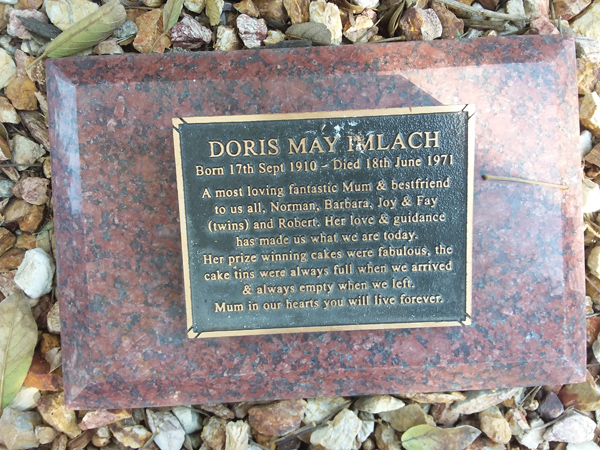 DORIS MAY IMLACH
Born 17th Sept 1910 - Died 18th June 1971
A most loving fantastic Mum & bestfriend
to us all, Norman, Barbara, Joy & Fay
(twins) and Robert. Her love & guidance
has made us what we are today.
Her prize winning cakes were fabulous, the
cake tins were always full when we arrived
& always empty when we left.
Mum in our hearts you will live forever.